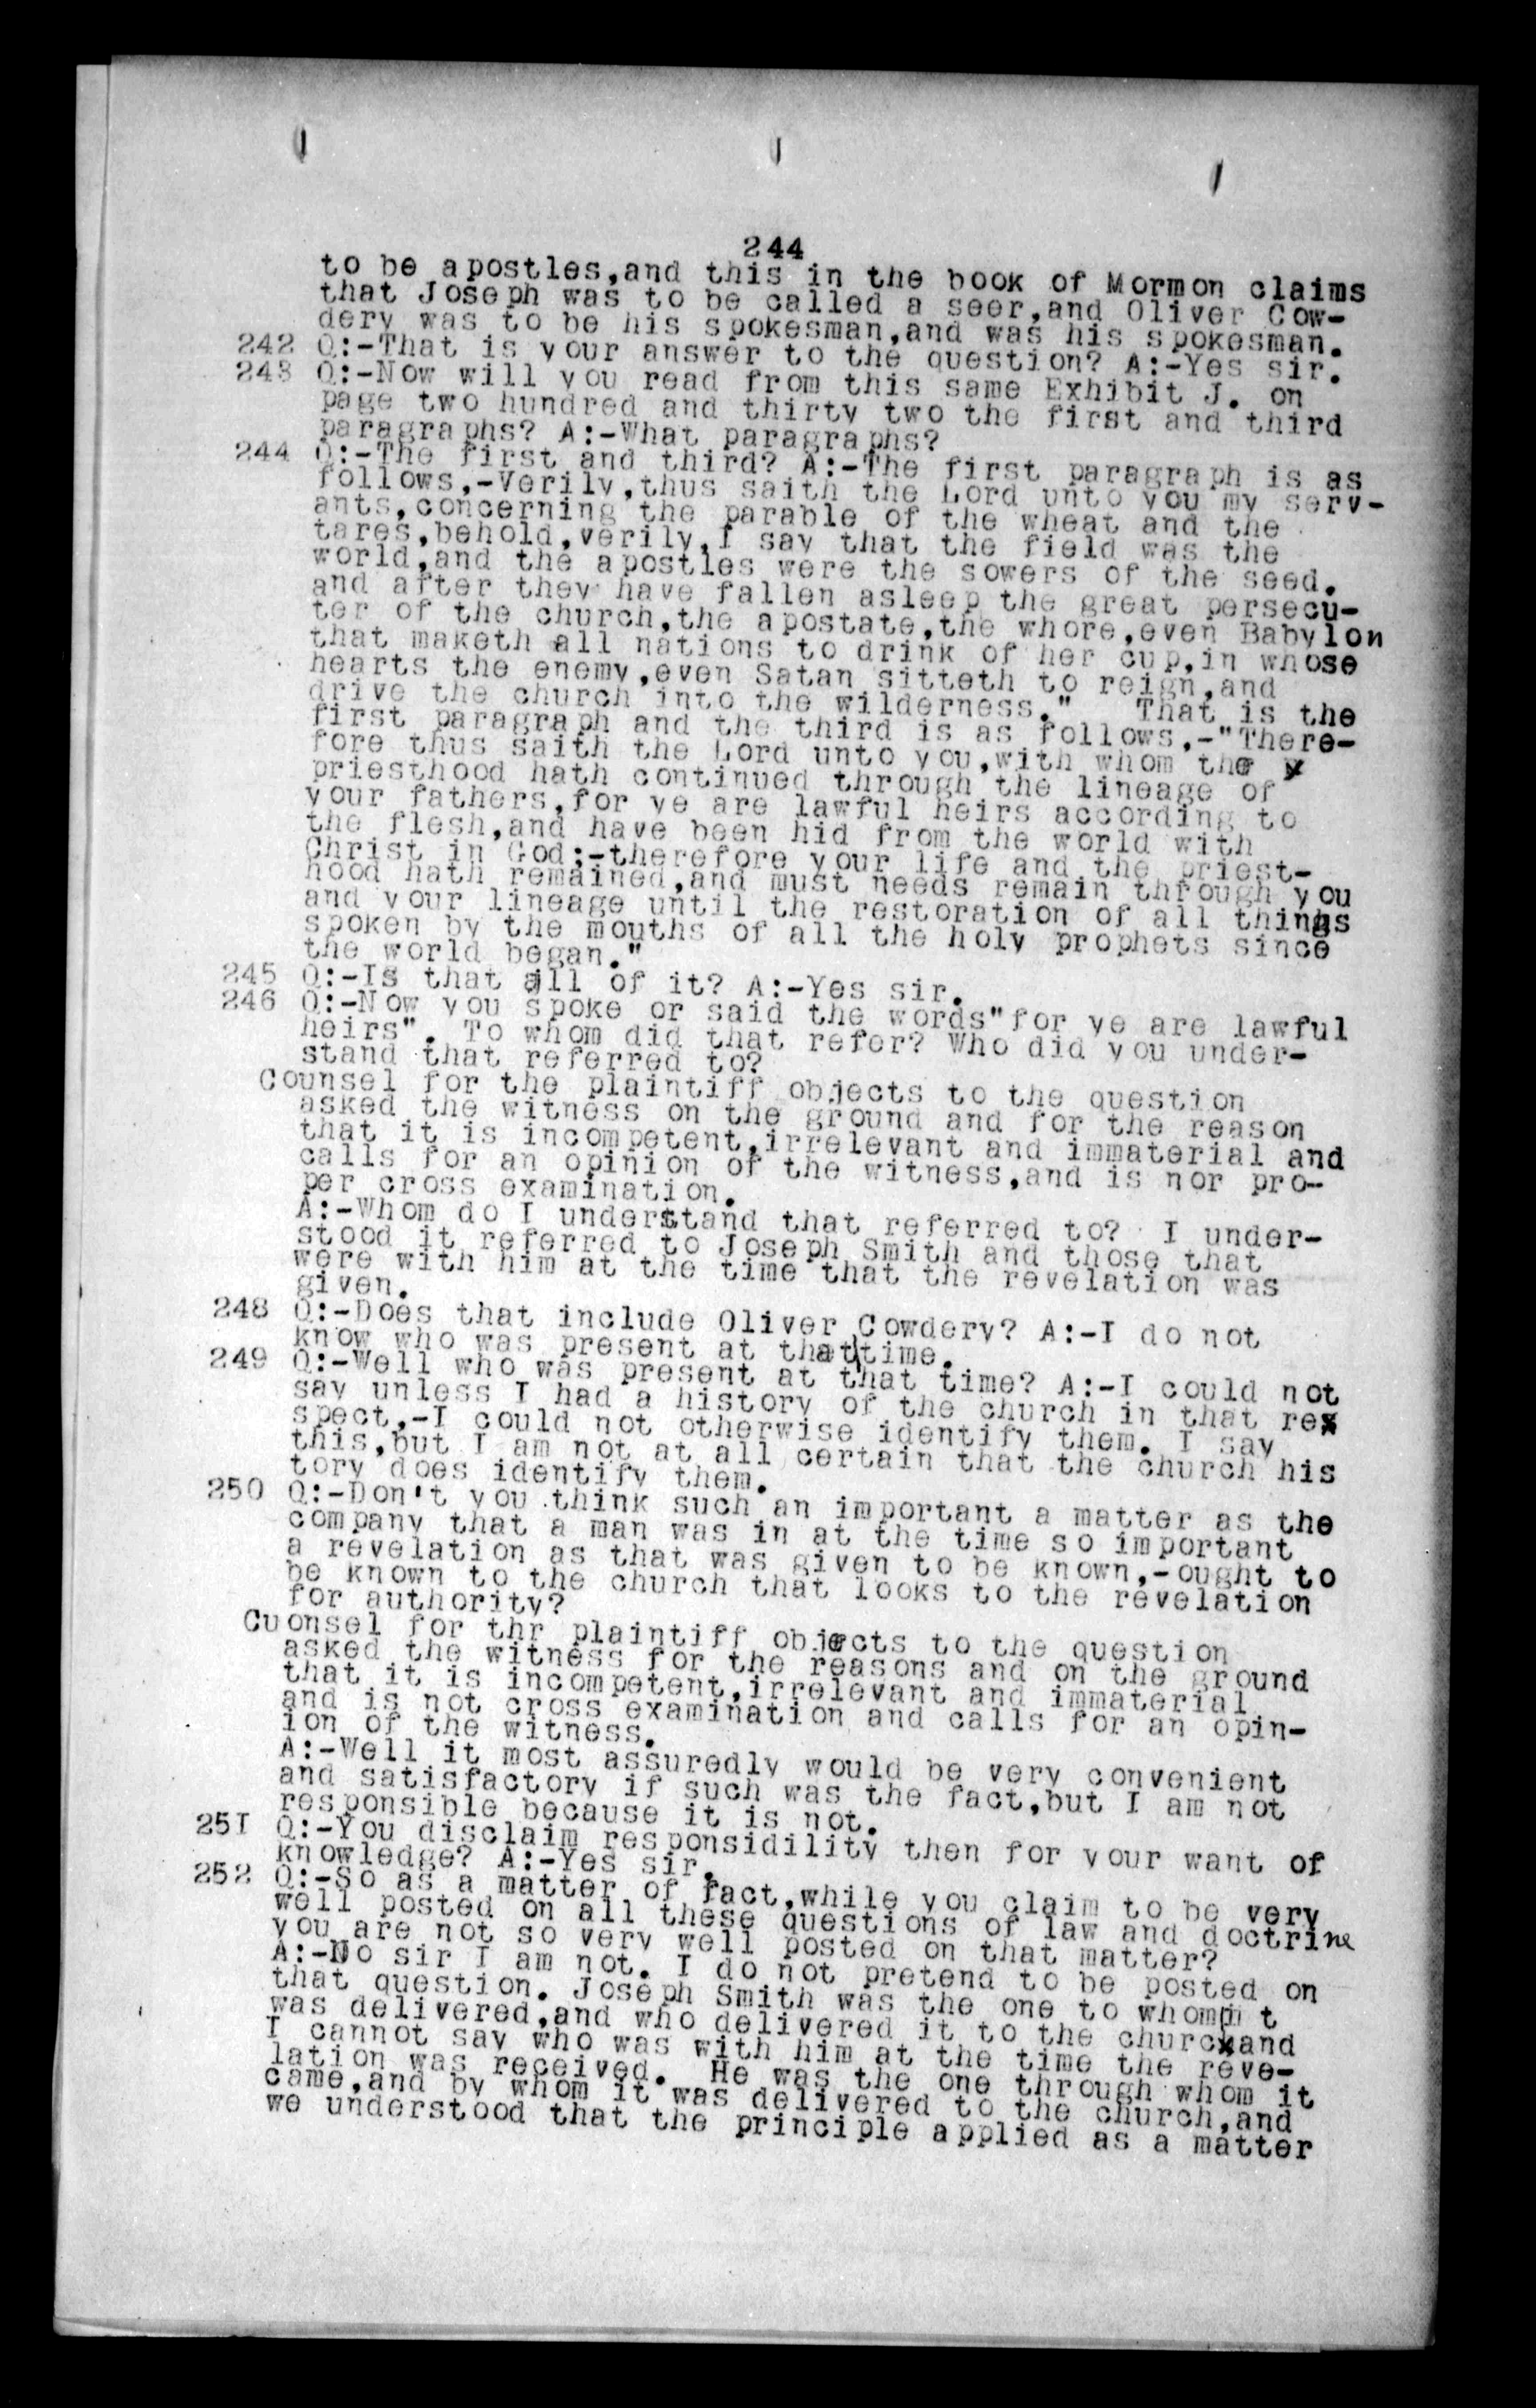 244
to be apostles,and this in the book of Mormon claims
that Joseph was to be called a seer,and Oliver Cow-
dery was to be his spokesman,and was his spokesman.
242 Q:-That is your answer to the question? A:-Yes sir.
243 Q:-Now will you read from this same Exhibit J. on
page two hundred and thirty two the first and third
paragraphs? A:-What paragraphs?
244 Q:-The first and third? A:-The first paragraph is as
follows,-Verily,thus saith the Lord unto you my serv-
ants,concerning the parable of the wheat and the
tares,behold,verily,I say that the field was the
world,and the apostles were the sowers of the seed.
and after they have fallen asleep the great persecu-
ter of the church,the apostate,the whore,even Babylon
that maketh all nations to drink of her cup,in whose
hearts the enemy,even Satan sitteth to reign,and
drive the church into the wilderness."   That is the
first paragraph and the third is as follows,-"There-
fore thus saith the Lord unto you,with whom the y
priesthood hath continued through the lineage of
your fathers,for ye are lawful heirs according to
the flesh,and have been hid from the world with
Christ in God:-therefore your life and the priest-
hood hath remained,and must needs remain through you
and your lineage until the restoration of all things
spoken by the mouths of all the holy prophets since
the world began."
245 Q:-Is that all of it? A:-Yes sir.
246 Q:-Now you spoke or said the words"for ye are lawful
heirs". To whom did that refer? Who did you under-
stand that referred to?
Counsel for the plaintiff objects to the question
asked the witness on the ground and for the reason
that it is incompetent,irrelevant and immaterial and
calls for an opinion of the witness,and is nor pro-
per cross examination.
A:-Whom do I understand that referred to?  I under-
stood it referred to Joseph Smith and those that
were with him at the time that the revelation was
given.
248 Q:-Does that include Oliver Cowdery? A:-I do not
know who was present at that time.
249 Q:-Well who was present at that time? A:-I could not
say unless I had a history of the church in that rex
spect,-I could not otherwise identify them. I say
this,but I am not at all certain that the church his
tory does identify them.
250 Q:-Don't you think such an important a matter as the
company that a man was in at the time so important
a revelation as that was given to be known,-ought to
be known to the church that looks to the revelation
for authority?
Cuonsel for thr plaintiff objects to the question
asked the witness for the reasons and on the ground
that it is incompetent,irrelevant and immaterial
and is not cross examination and calls for an opin-
ion of the witness.
A:-Well it most assuredly would be very convenient
and satisfactory if such was the fact,but I am not
responsible because it is not.
251 Q:-You disclaim responsidility then for your want of
knowledge? A:-Yes sir.
252 Q:-So as a matter of fact,while you claim to be very
well posted on all these questions of law and doctrine
you are not so very well posted on that matter?
A:-No sir I am not. I do not pretend to be posted on
that question. Joseph Smith was the one to whom it
was delivered,and who delivered it to the churcxand
I cannot say who was with him at the time the reve-
lation was received.  He was the one through whom it
came,and by whom it was delivered to the church,and
we understood that the principle applied as a matter